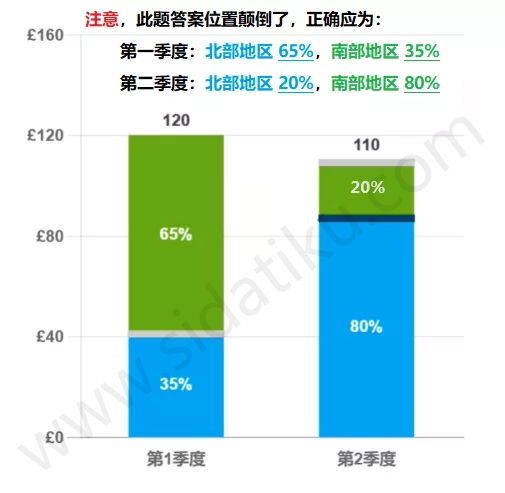 注意，此题答案位置颠倒了，正确应为：
第一季度：北部地区 65%，南部地区 35%
第二季度：北部地区 20%，南部地区 80%
£160
£120
£80
£40
£0
120
110
65%
20%
35%
80%
第1季度
第2季度
www.sidatiku.com